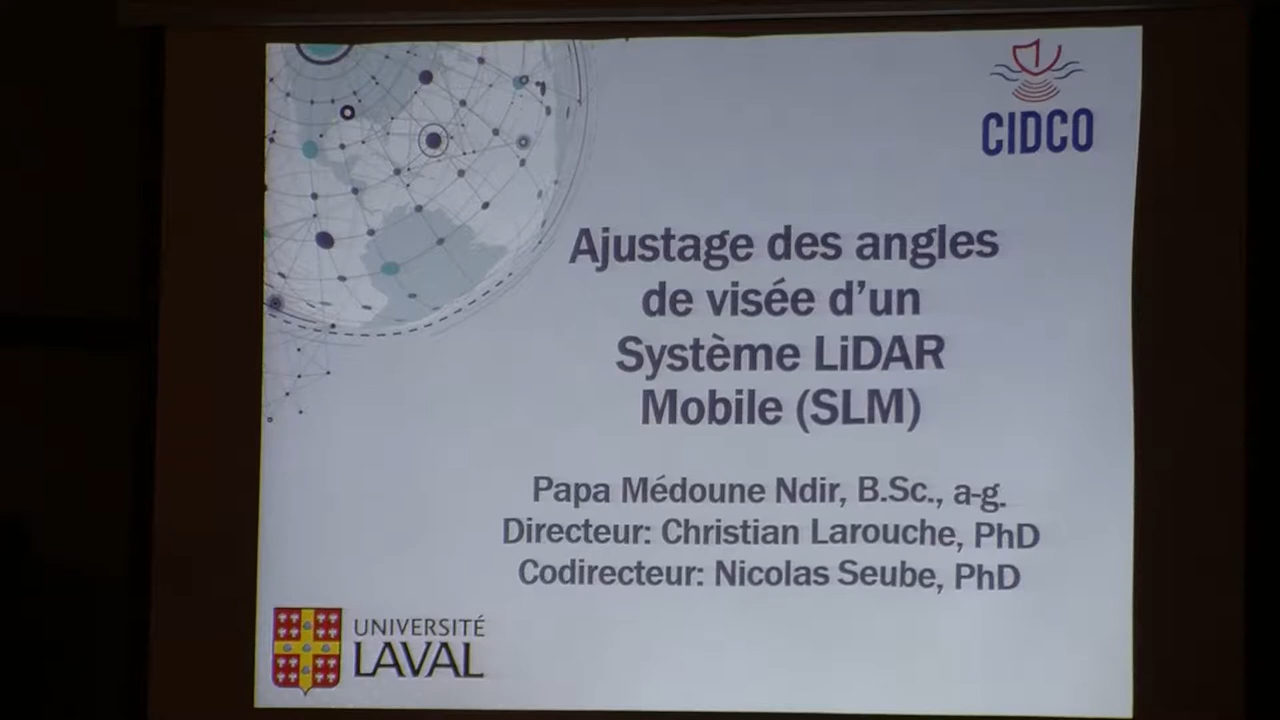 CIDCO
Ajustage des angles
de visée d'un
Système LiDAR
Mobile (SLM)
Papa Médoune Ndir, B.Sc., a-g.
Directeur: Christian Larouche, PhD
Codirecteur: Nicolas Seube, PhD
UNIVERSITÉ
LAVAL